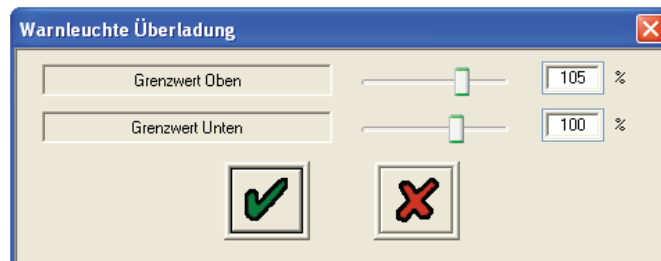 Warnleuchte Überladung
Grenzwert Oben 105 %
Grenzwert Unten 100 %